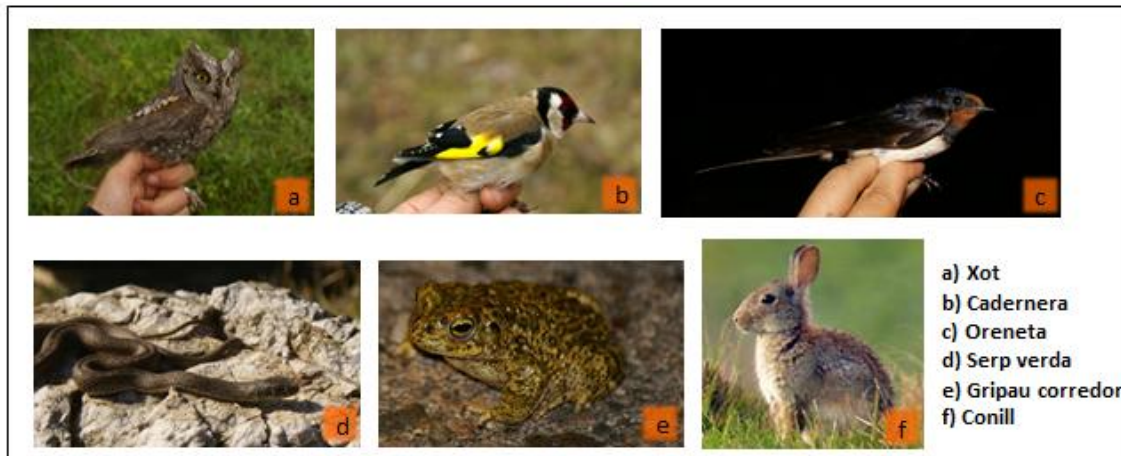 a
b
c
d
e
f
a) Xot
b) Cadernera
c) Oreneta
d) Serp verda
e) Gripau corredor
f) Conill